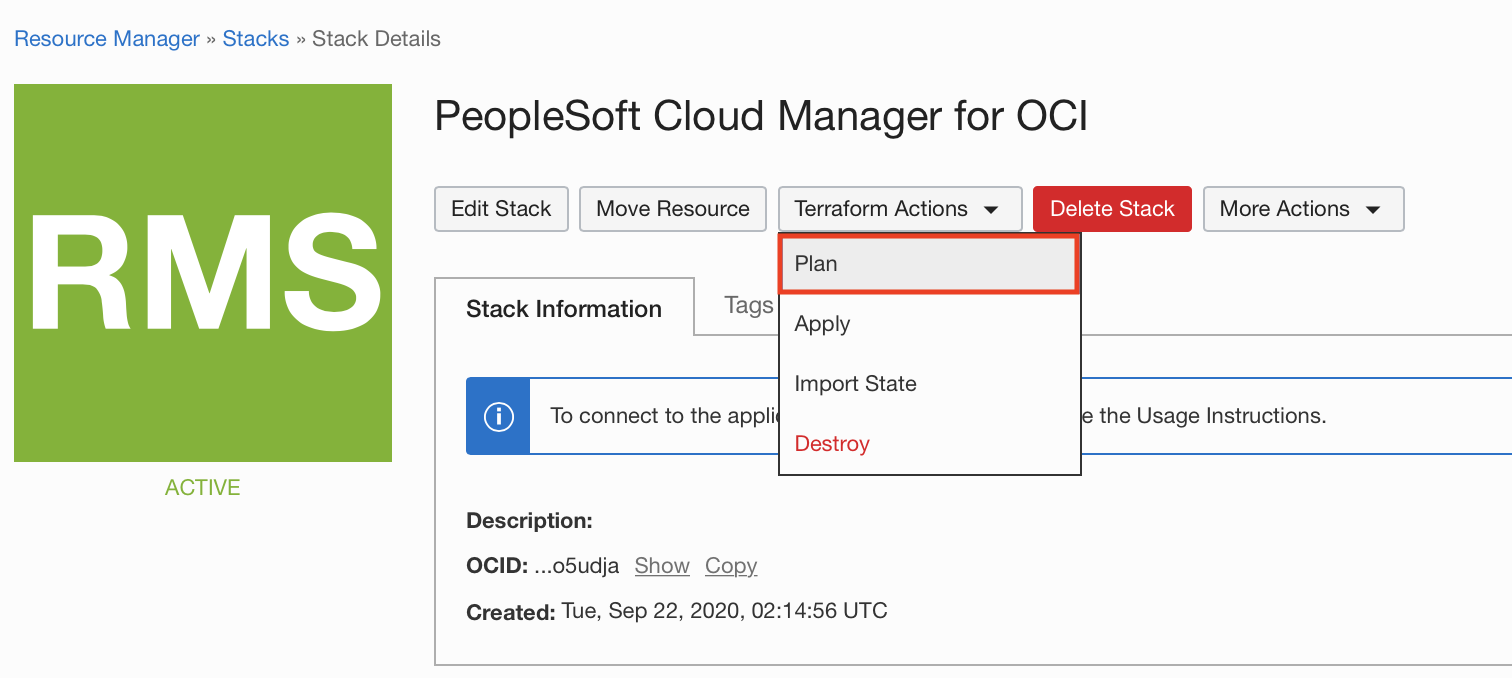 Resource Manager » Stacks » Stack Details
RMS
ACTIVE
PeopleSoft Cloud Manager for OCI
Edit Stack
Move Resource
Terraform Actions
Delete Stack
More Actions
Plan
Apply
Import State
Destroy
Stack Information
Tags
To connect to the e the Usage Instructions.
Description:
OCID: ...o5udja Show Copy
Created: Tue, Sep 22, 2020, 02:14:56 UTC